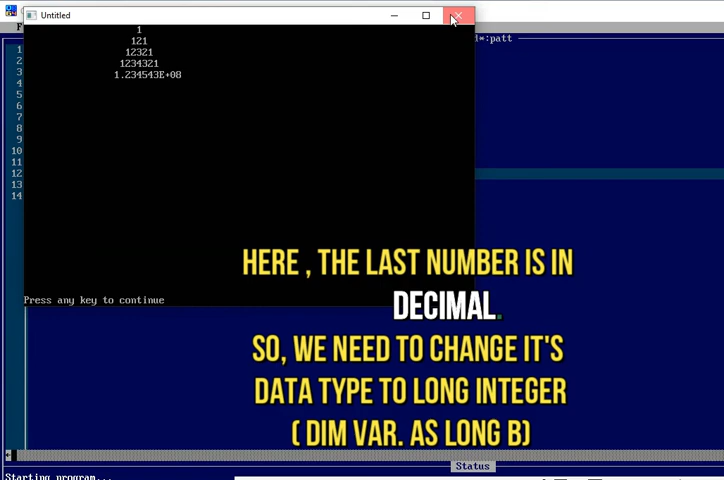 Untitled
F
d*:patt
1
121
12321
1234321
1.234543E+08
1
2
3
4
5
6
7
8
9
10
11
12
13
14
HERE , THE LAST NUMBER IS IN
DECIMAL.
SO, WE NEED TO CHANGE IT'S
DATA TYPE TO LONG INTEGER
( DIM VAR. AS LONG B)
Press any key to continue
Status
Starting program...